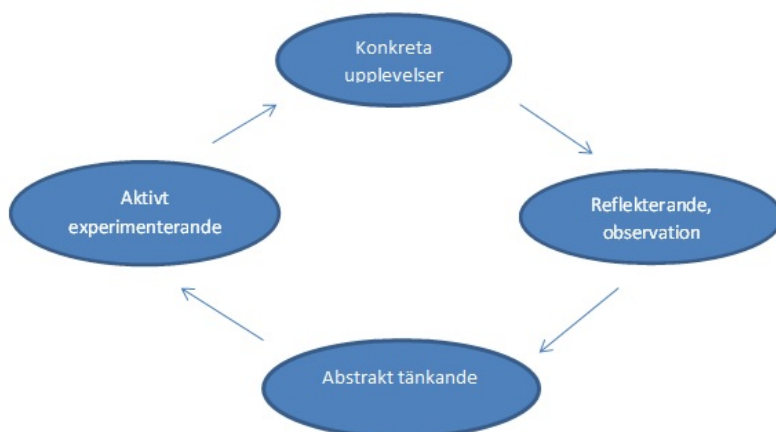 Konkreta
upplevelser
Aktivt
experimenterande
Reflekterande,
observation
Abstrakt tänkande